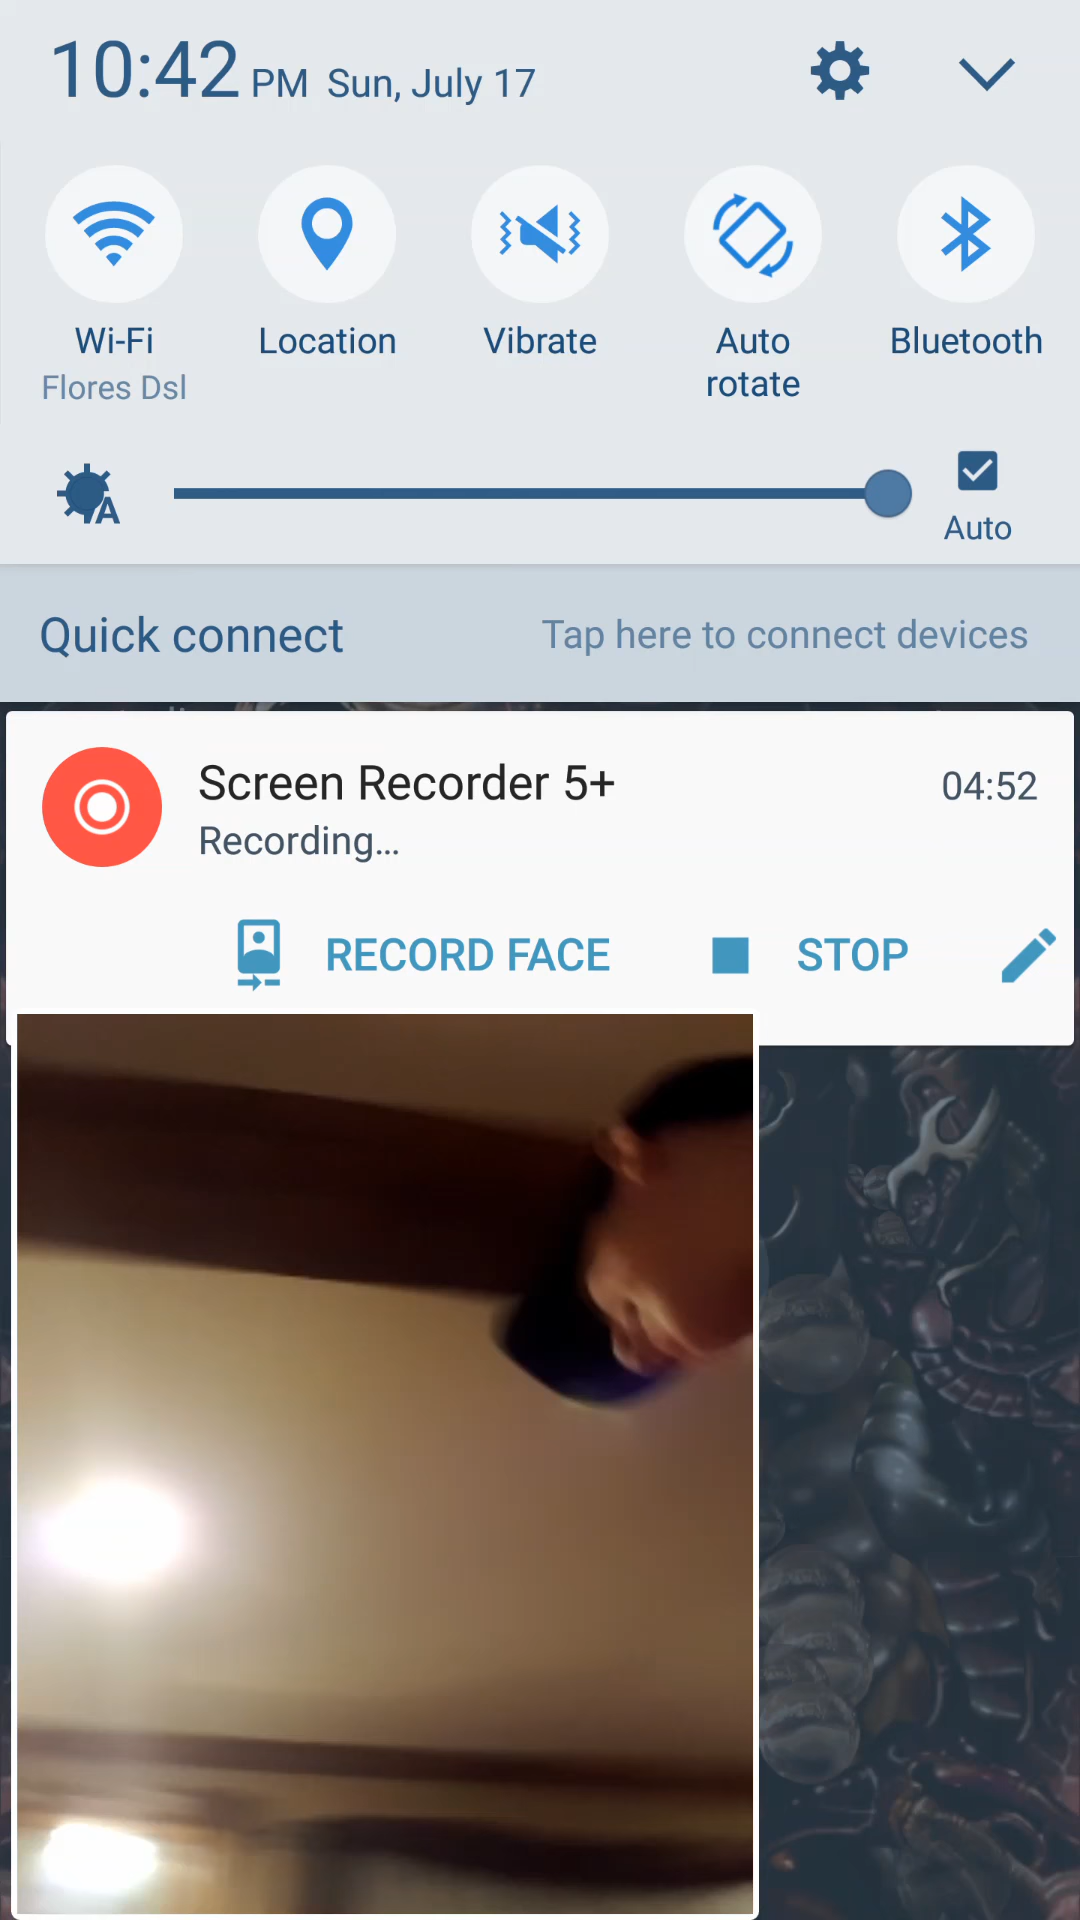 10:42 PM Sun, July 17
Wi-Fi
Flores Dsl
Location
Vibrate
Auto
rotate
Bluetooth
Auto
Quick connect
Tap here to connect devices
Screen Recorder 5+
04:52
Recording...
RECORD FACE
STOP